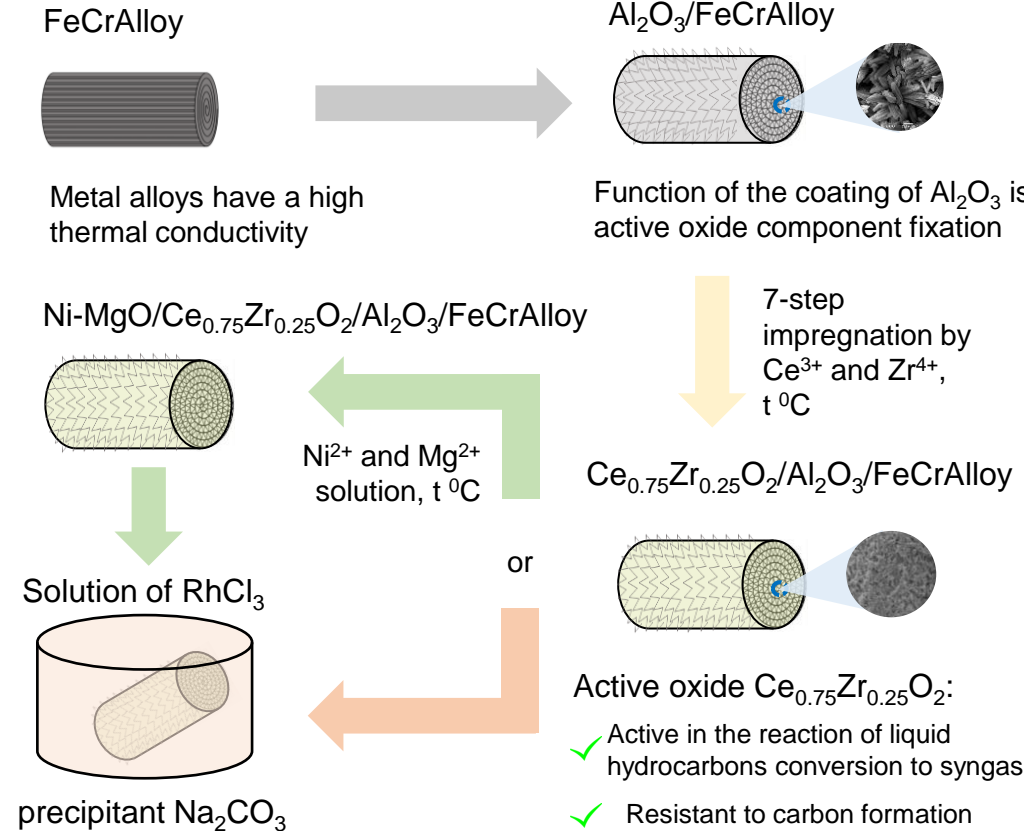 FeCrAlloy
Al₂O₃/FeCrAlloy
Metal alloys have a high
thermal conductivity
Function of the coating of Al₂O₃ is
active oxide component fixation
7-step
impregnation by
Ce³⁺ and Zr⁴⁺,
t ⁰C
Ni-MgO/Ce₀.₇₅Zr₀.₂₅O₂/Al₂O₃/FeCrAlloy
Ni²⁺ and Mg²⁺
solution, t ⁰C
Ce₀.₇₅Zr₀.₂₅O₂/Al₂O₃/FeCrAlloy
or
Solution of RhCl₃
precipitant Na₂CO₃
Active oxide Ce₀.₇₅Zr₀.₂₅O₂:
Active in the reaction of liquid
hydrocarbons conversion to syngas
Resistant to carbon formation